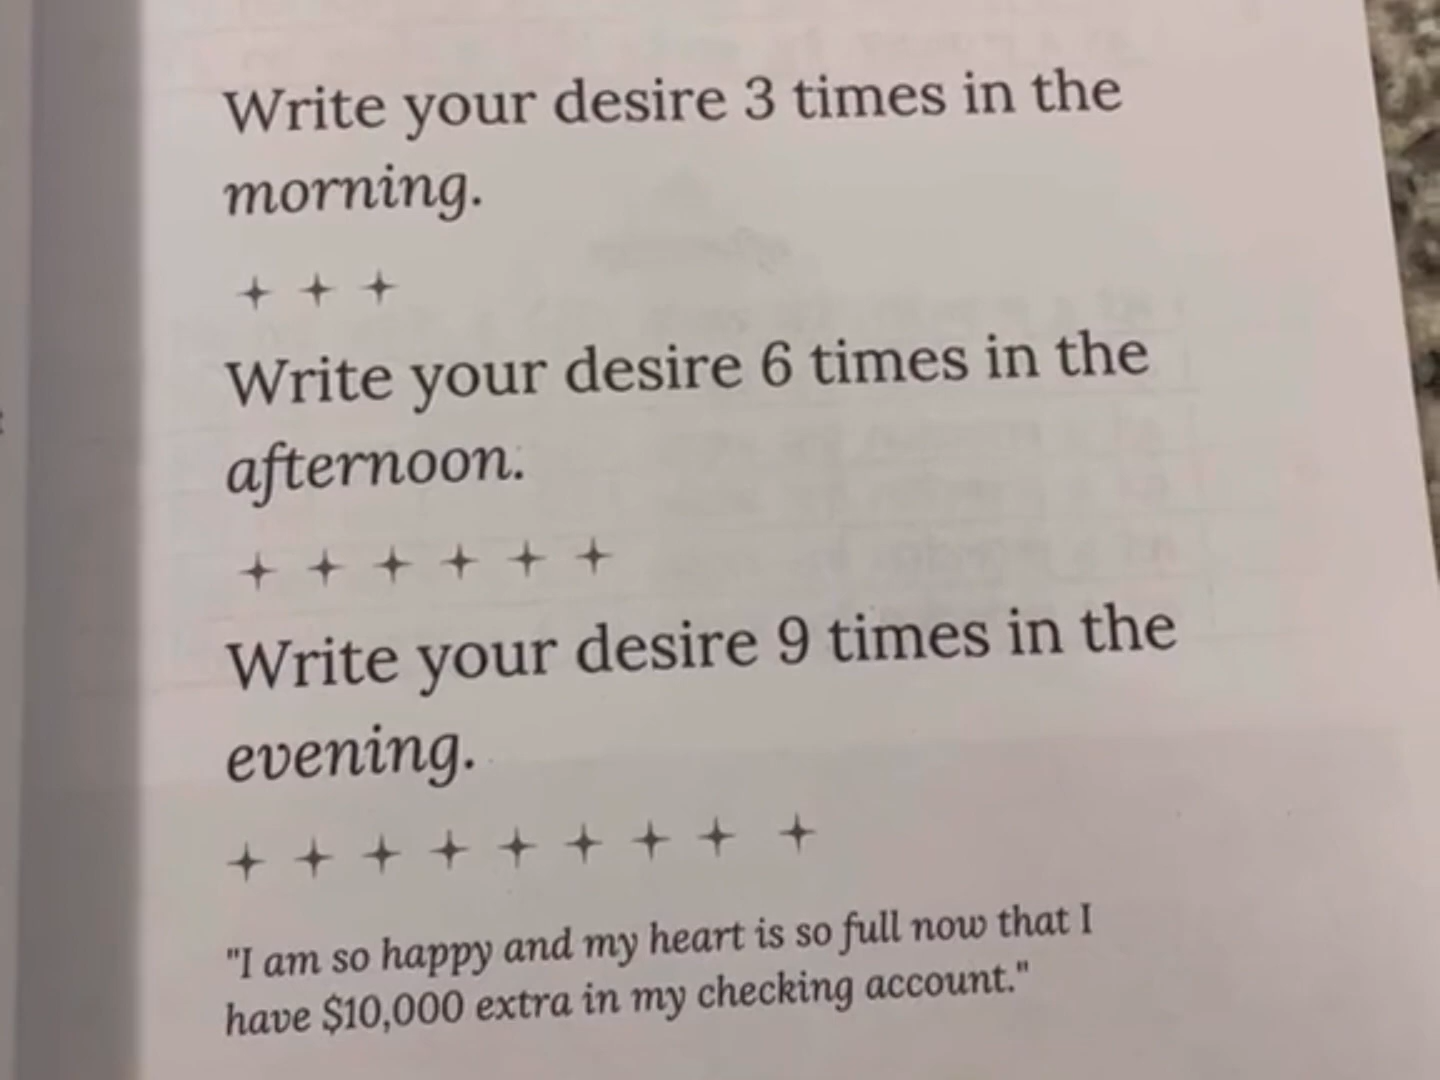 Write your desire 3 times in the
morning.
Write your desire 6 times in the
afternoon.
Write your desire 9 times in the
evening.
"I am so happy and my heart is so full now that I
have $10,000 extra in my checking account."